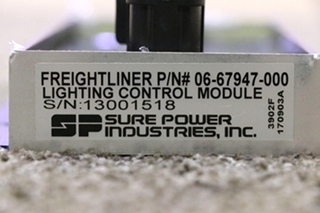 FREIGHTLINER P/N# 06-67947-000
LIGHTING CONTROL MODULE
S/N:13001518
SP SURE POWER
INDUSTRIES, INC.
3902F
170903A